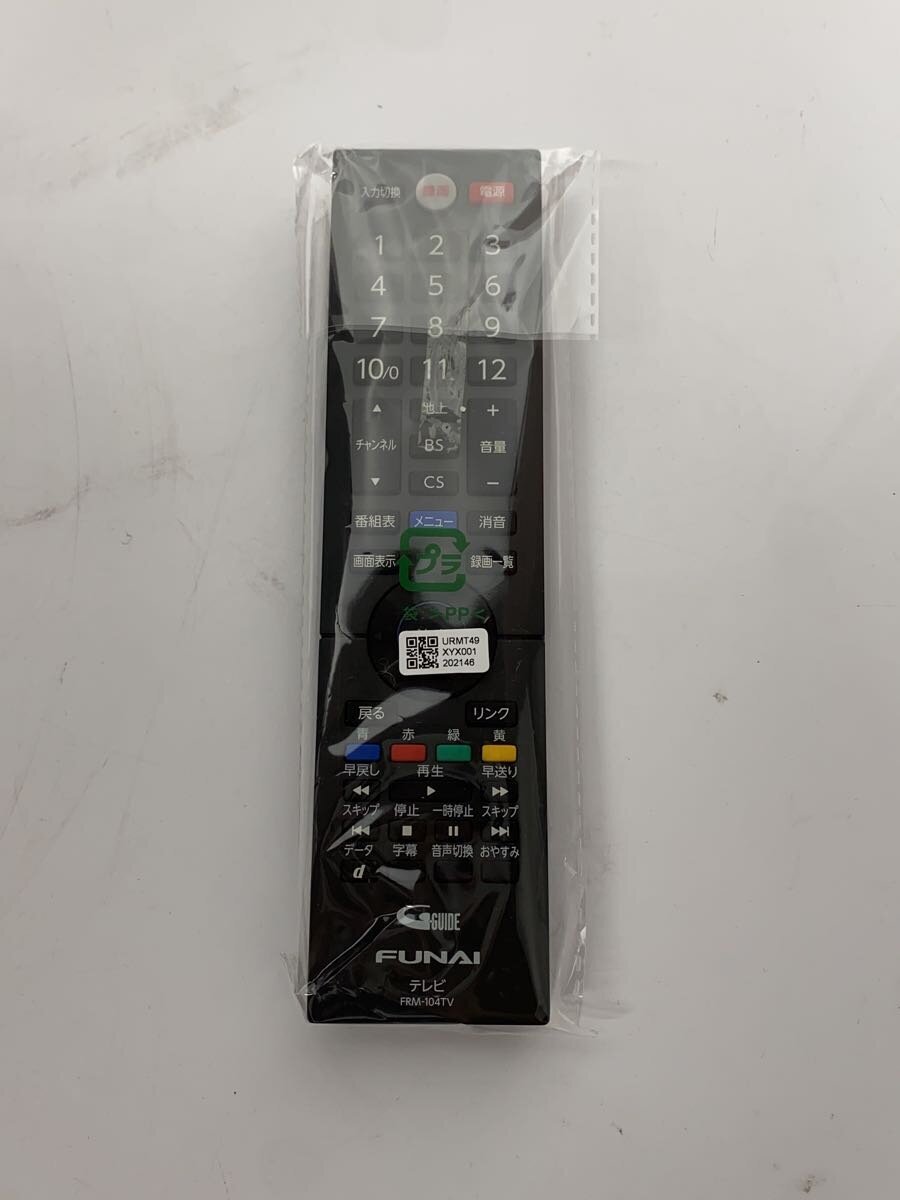 入力切換 録画 電源
1 2 3
4 5 6
7 8 9
10/0 11 12
地上 +
チャンネル BS 音量
CS −
番組表 メニュー 消音
画面表示 プラ 録画一覧
袋:>PP<
URMT49
XYX001
202146
戻る リンク
青 赤 緑 黄
早戻し 再生 早送り
スキップ 停止 一時停止 スキップ
データ 字幕 音声切換 おやすみ
d
G-GUIDE
FUNAI
テレビ
FRM-104TV